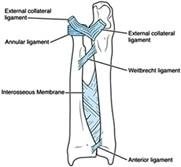 External collateral
ligament
Annular ligament
Interosseous Membrane
External collateral
ligament
Weitbrecht ligament
Anterior ligament